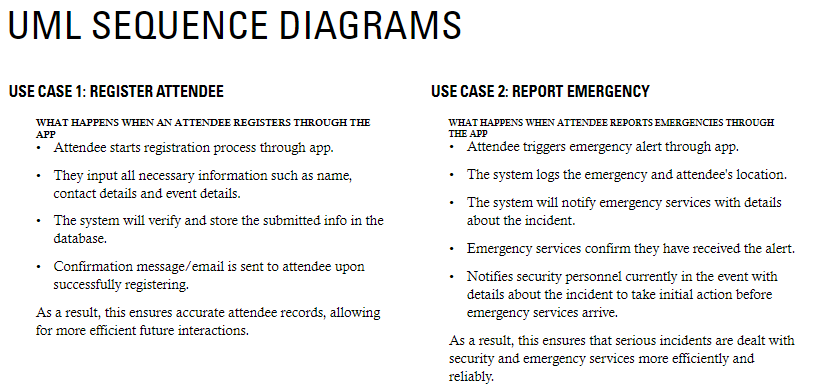 UML SEQUENCE DIAGRAMS
USE CASE 1: REGISTER ATTENDEE
WHAT HAPPENS WHEN AN ATTENDEE REGISTERS THROUGH THE
APP
• Attendee starts registration process through app.
• They input all necessary information such as name,
contact details and event details.
• The system will verify and store the submitted info in the
database.
• Confirmation message/email is sent to attendee upon
successfully registering.
As a result, this ensures accurate attendee records, allowing
for more efficient future interactions.
USE CASE 2: REPORT EMERGENCY
WHAT HAPPENS WHEN ATTENDEE REPORTS EMERGENCIES THROUGH
THE APP
• Attendee triggers emergency alert through app.
• The system logs the emergency and attendee's location.
• The system will notify emergency services with details
about the incident.
• Emergency services confirm they have received the alert.
• Notifies security personnel currently in the event with
details about the incident to take initial action before
emergency services arrive.
As a result, this ensures that serious incidents are dealt with
security and emergency services more efficiently and
reliably.